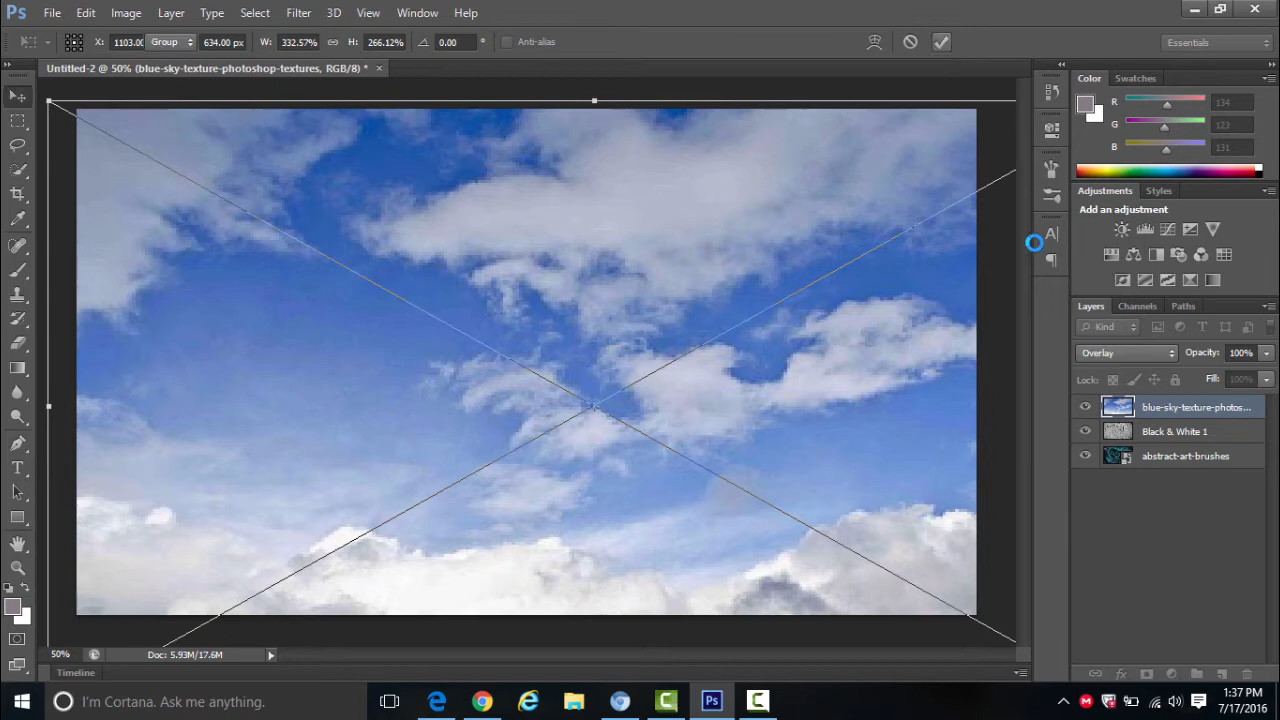 Ps File Edit Image Layer Type Select Filter 3D View Window Help
X: 1103.00 Group 634.00 px W: 332.57% H: 266.12% 0.00 ° Anti-alias Essentials
Untitled-2 @ 50% (blue-sky-texture-photoshop-textures, RGB/8) * ×
Color Swatches
R 134
G 123
B 131
Adjustments Styles
Add an adjustment
A
¶
Layers Channels Paths
Kind T
Overlay Opacity: 100%
Lock: Fill: 100%
blue-sky-texture-photos...
Black & White 1
abstract-art-brushes
T
50% Doc: 5.93M/17.6M
fx
Timeline
I'm Cortana. Ask me anything.
e e C Ps C M
1:37 PM
7/17/2016